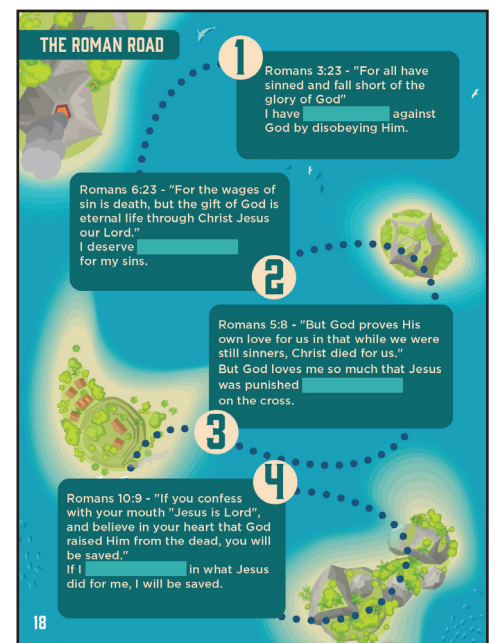 THE ROMAN ROAD
1
Romans 3:23 - "For all have
sinned and fall short of the
glory of God"
I have against
God by disobeying Him.
Romans 6:23 - "For the wages of
sin is death, but the gift of God is
eternal life through Christ Jesus
our Lord."
I deserve
for my sins.
2
Romans 5:8 - "But God proves His
own love for us in that while we were
still sinners, Christ died for us."
But God loves me so much that Jesus
was punished
on the cross.
3
4
Romans 10:9 - "If you confess
with your mouth "Jesus is Lord",
and believe in your heart that God
raised Him from the dead, you will
be saved."
If I in what Jesus
did for me, I will be saved.
18